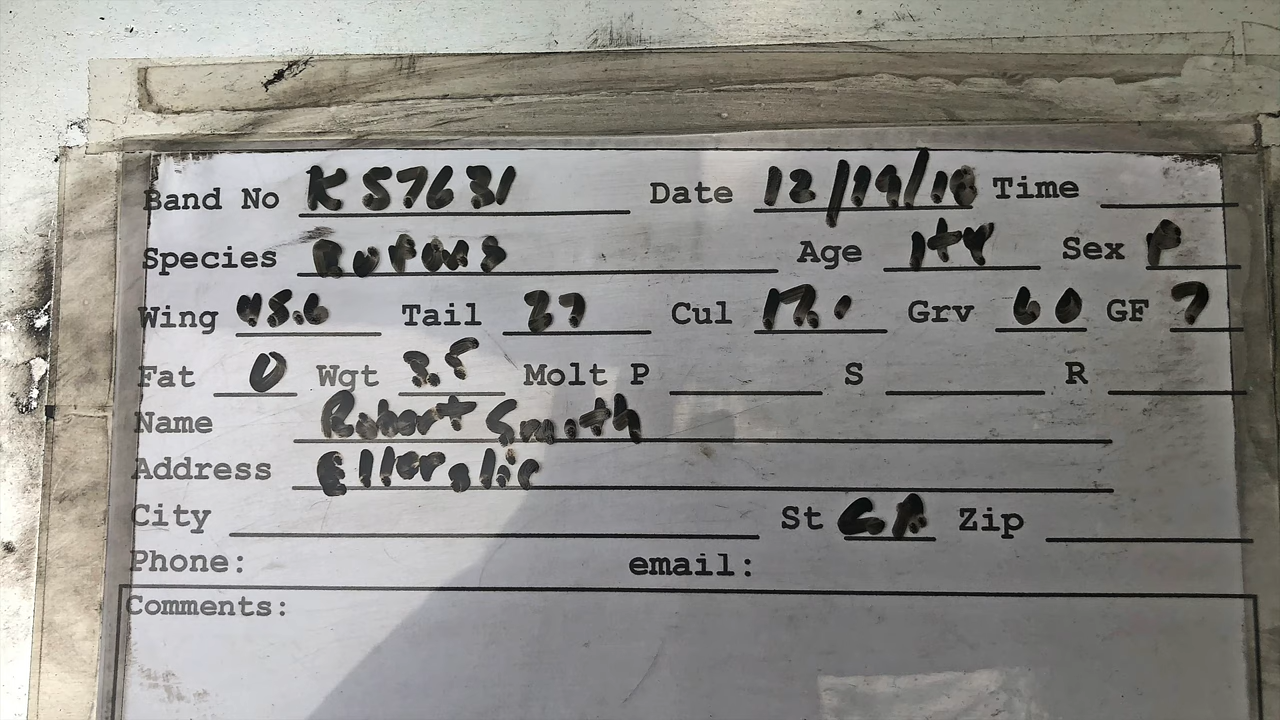 Band No K57631 Date 12/19/18 Time
Species Rufous Age HY Sex F
Wing 45.6 Tail 27 Cul 17.1 Grv 60 GF 7
Fat 0 Wgt 3.5 Molt P S R
Name Robert Smith
Address Ellerslie
City St GA Zip
Phone: email:
Comments: